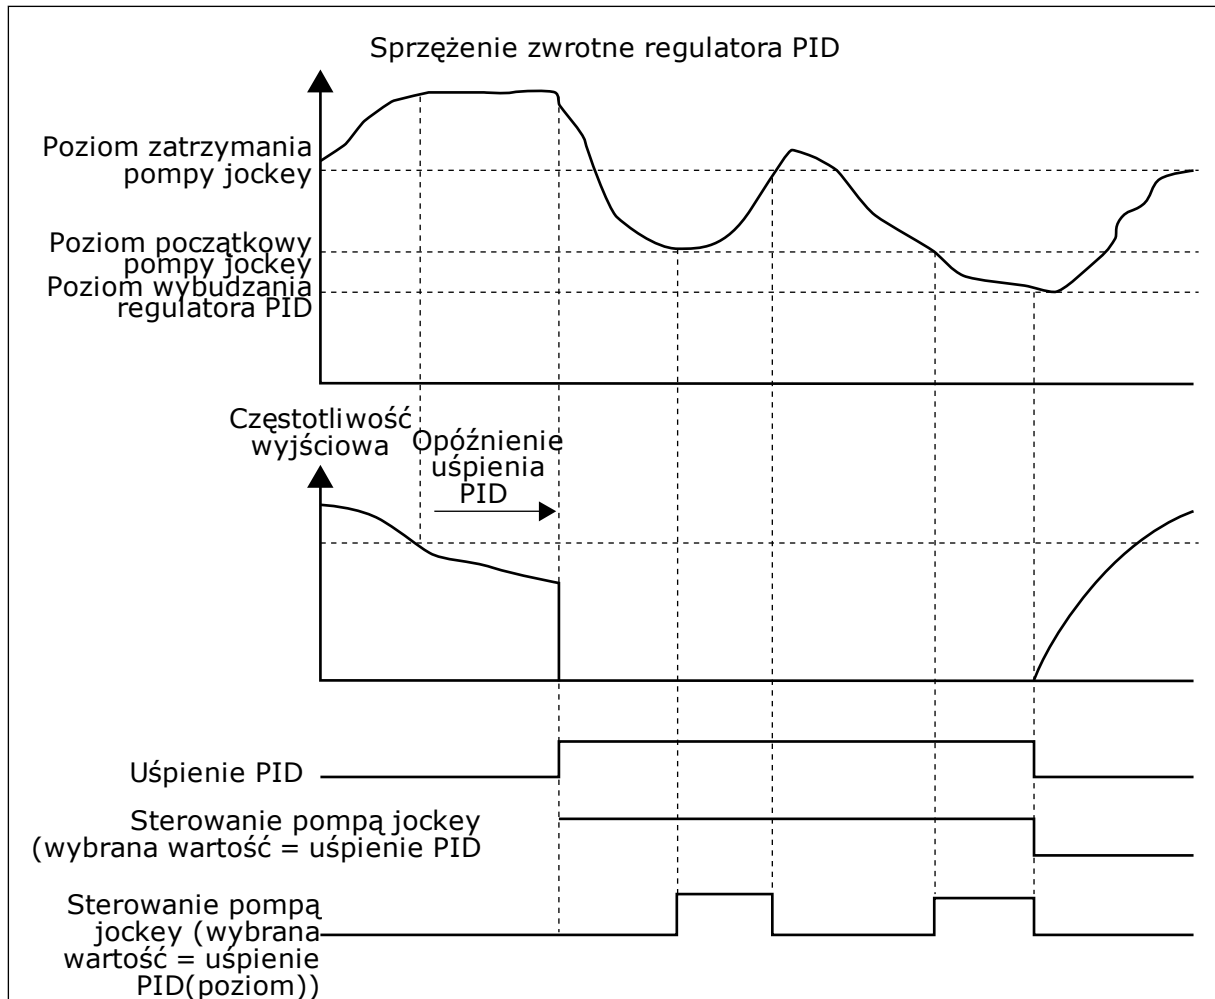 Sprzężenie zwrotne regulatora PID
Poziom zatrzymania
pompy jockey
Poziom początkowy
pompy jockey
Poziom wybudzania
regulatora PID
Częstotliwość
wyjściowa
Opóźnienie
uśpienia
PID
Uśpienie PID
Sterowanie pompą jockey
(wybrana wartość = uśpienie PID
Sterowanie pompą
jockey (wybrana
wartość = uśpienie
PID(poziom))